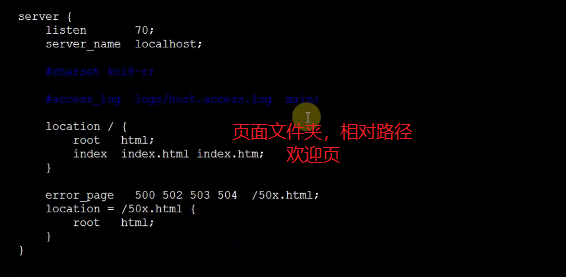 server {
listen 70;
server_name localhost;
#charset koi8-r;
#access_log logs/host.access.log main;
location / {
root html;
index index.html index.htm;
}
页面文件夹，相对路径
欢迎页
error_page 500 502 503 504 /50x.html;
location = /50x.html {
root html;
}
}